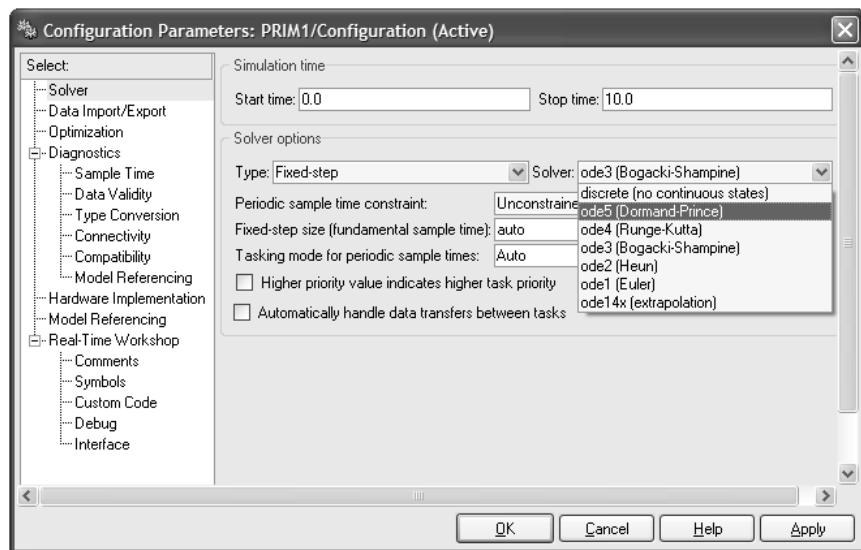 Configuration Parameters: PRIM1/Configuration (Active)
Select:
Solver
Data Import/Export
Optimization
Diagnostics
Sample Time
Data Validity
Type Conversion
Connectivity
Compatibility
Model Referencing
Hardware Implementation
Model Referencing
Real-Time Workshop
Comments
Symbols
Custom Code
Debug
Interface
Simulation time
Start time: 0.0 Stop time: 10.0
Solver options
Type: Fixed-step Solver: ode3 (Bogacki-Shampine)
discrete (no continuous states)
ode5 (Dormand-Prince)
ode4 (Runge-Kutta)
ode3 (Bogacki-Shampine)
ode2 (Heun)
ode1 (Euler)
ode14x (extrapolation)
Periodic sample time constraint: Unconstraine
Fixed-step size (fundamental sample time): auto
Tasking mode for periodic sample times: Auto
Higher priority value indicates higher task priority
Automatically handle data transfers between tasks
OK Cancel Help Apply